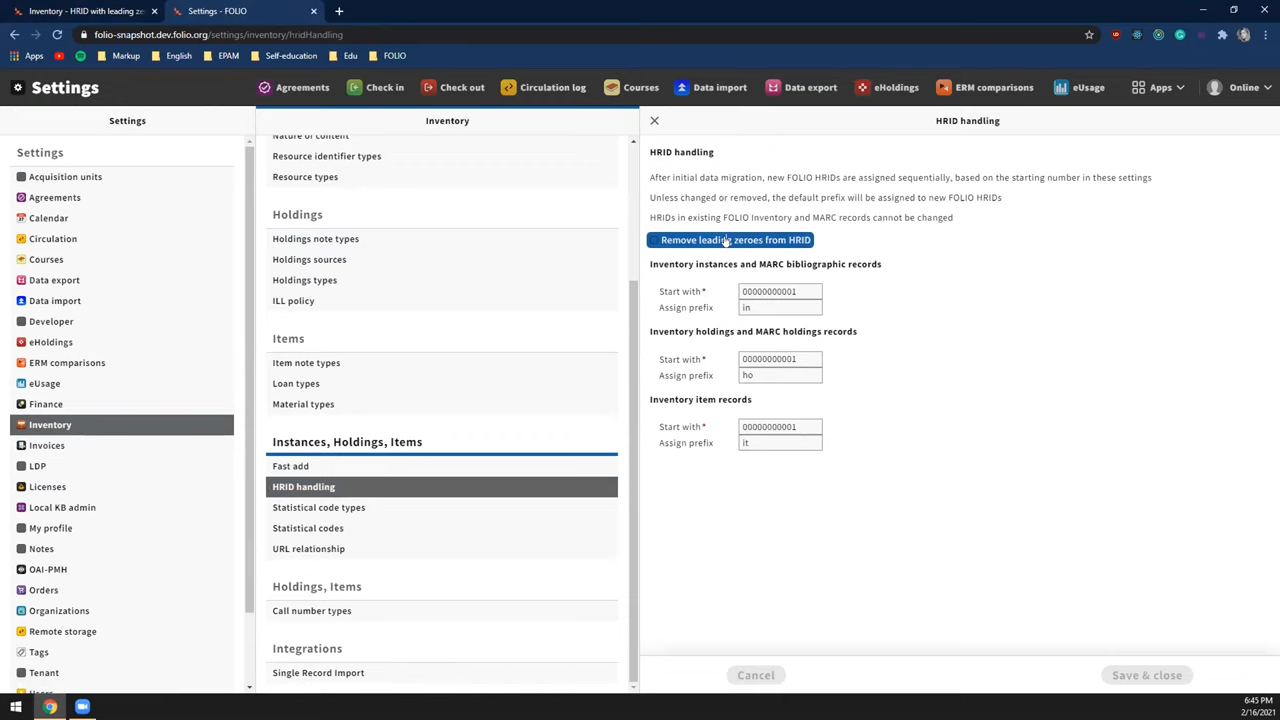 Inventory - HRID with leading ze
Settings - FOLIO
folio-snapshot.dev.folio.org/settings/inventory/hridHandling
Apps
Markup
English
EPAM
Self-education
Edu
FOLIO
Settings
Agreements
Check in
Check out
Circulation log
Courses
Data import
Data export
eHoldings
ERM comparisons
eUsage
Apps
Online
Settings
Settings
Acquisition units
Agreements
Calendar
Circulation
Courses
Data export
Data import
Developer
eHoldings
ERM comparisons
eUsage
Finance
Inventory
Invoices
LDP
Licenses
Local KB admin
My profile
Notes
OAI-PMH
Orders
Organizations
Remote storage
Tags
Tenant
Users
Inventory
Nature of content
Resource identifier types
Resource types
Holdings
Holdings note types
Holdings sources
Holdings types
ILL policy
Items
Item note types
Loan types
Material types
Instances, Holdings, Items
Fast add
HRID handling
Statistical code types
Statistical codes
URL relationship
Holdings, Items
Call number types
Integrations
Single Record Import
HRID handling
HRID handling
After initial data migration, new FOLIO HRIDs are assigned sequentially, based on the starting number in these settings
Unless changed or removed, the default prefix will be assigned to new FOLIO HRIDs
HRIDs in existing FOLIO Inventory and MARC records cannot be changed
Remove leading zeroes from HRID
Inventory instances and MARC bibliographic records
Start with* 00000000001
Assign prefix in
Inventory holdings and MARC holdings records
Start with* 00000000001
Assign prefix ho
Inventory item records
Start with* 00000000001
Assign prefix it
Cancel
Save & close
6:45 PM
2/16/2021